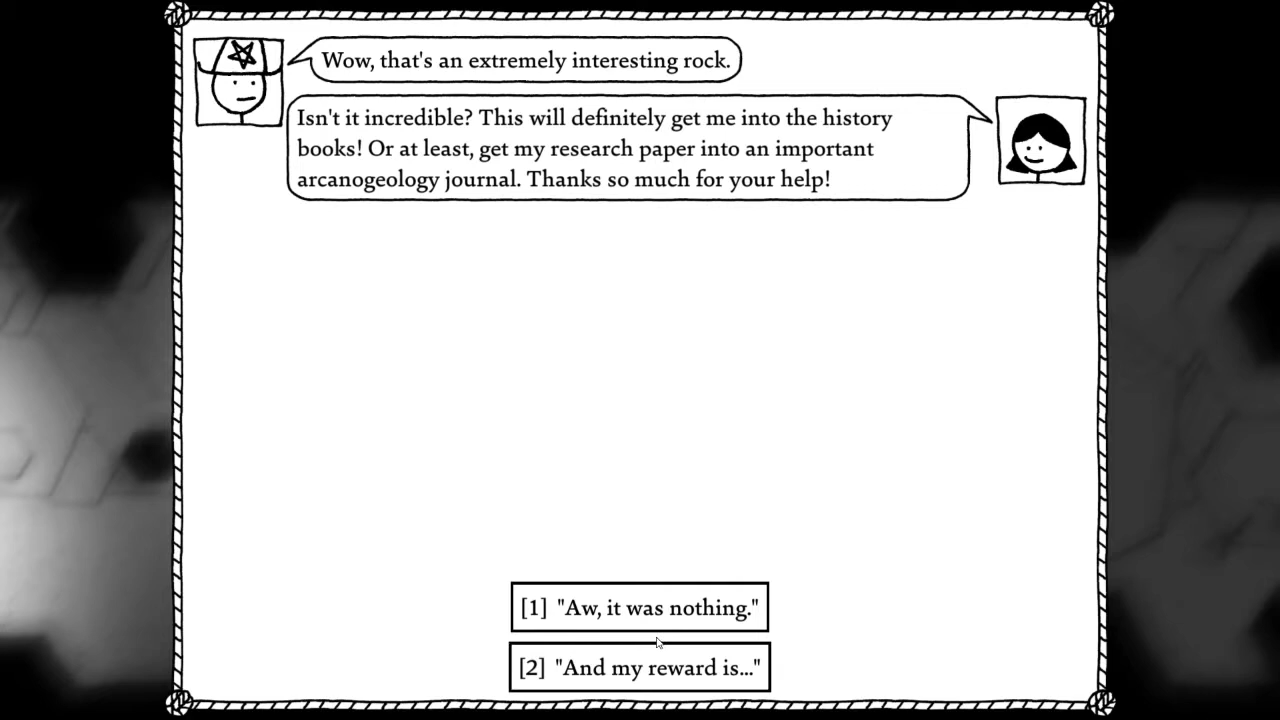 Wow, that's an extremely interesting rock.
Isn't it incredible? This will definitely get me into the history
books! Or at least, get my research paper into an important
arcanogeology journal. Thanks so much for your help!
[1] "Aw, it was nothing."
[2] "And my reward is..."